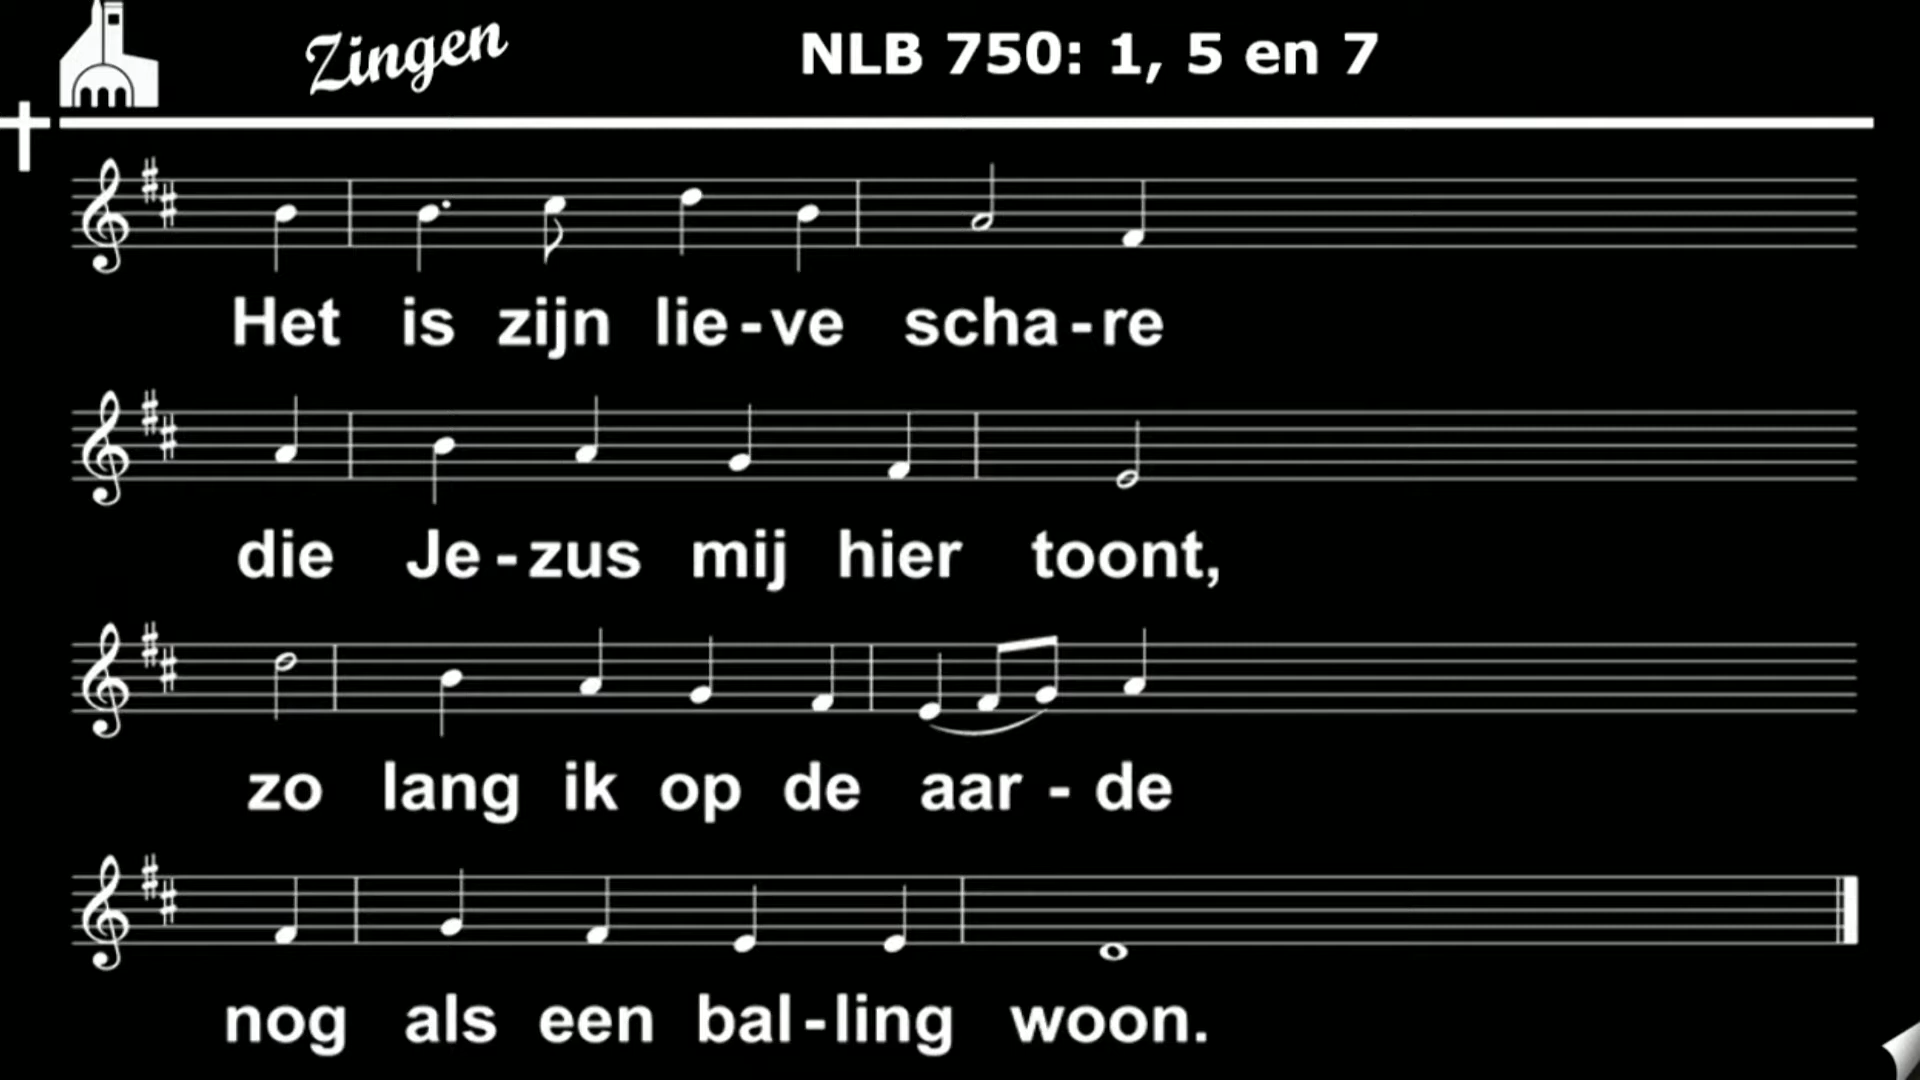 Zingen
NLB 750: 1, 5 en 7
Het is zijn lie-ve scha-re
die Je-zus mij hier toont,
zo lang ik op de aar-de
nog als een bal-ling woon.